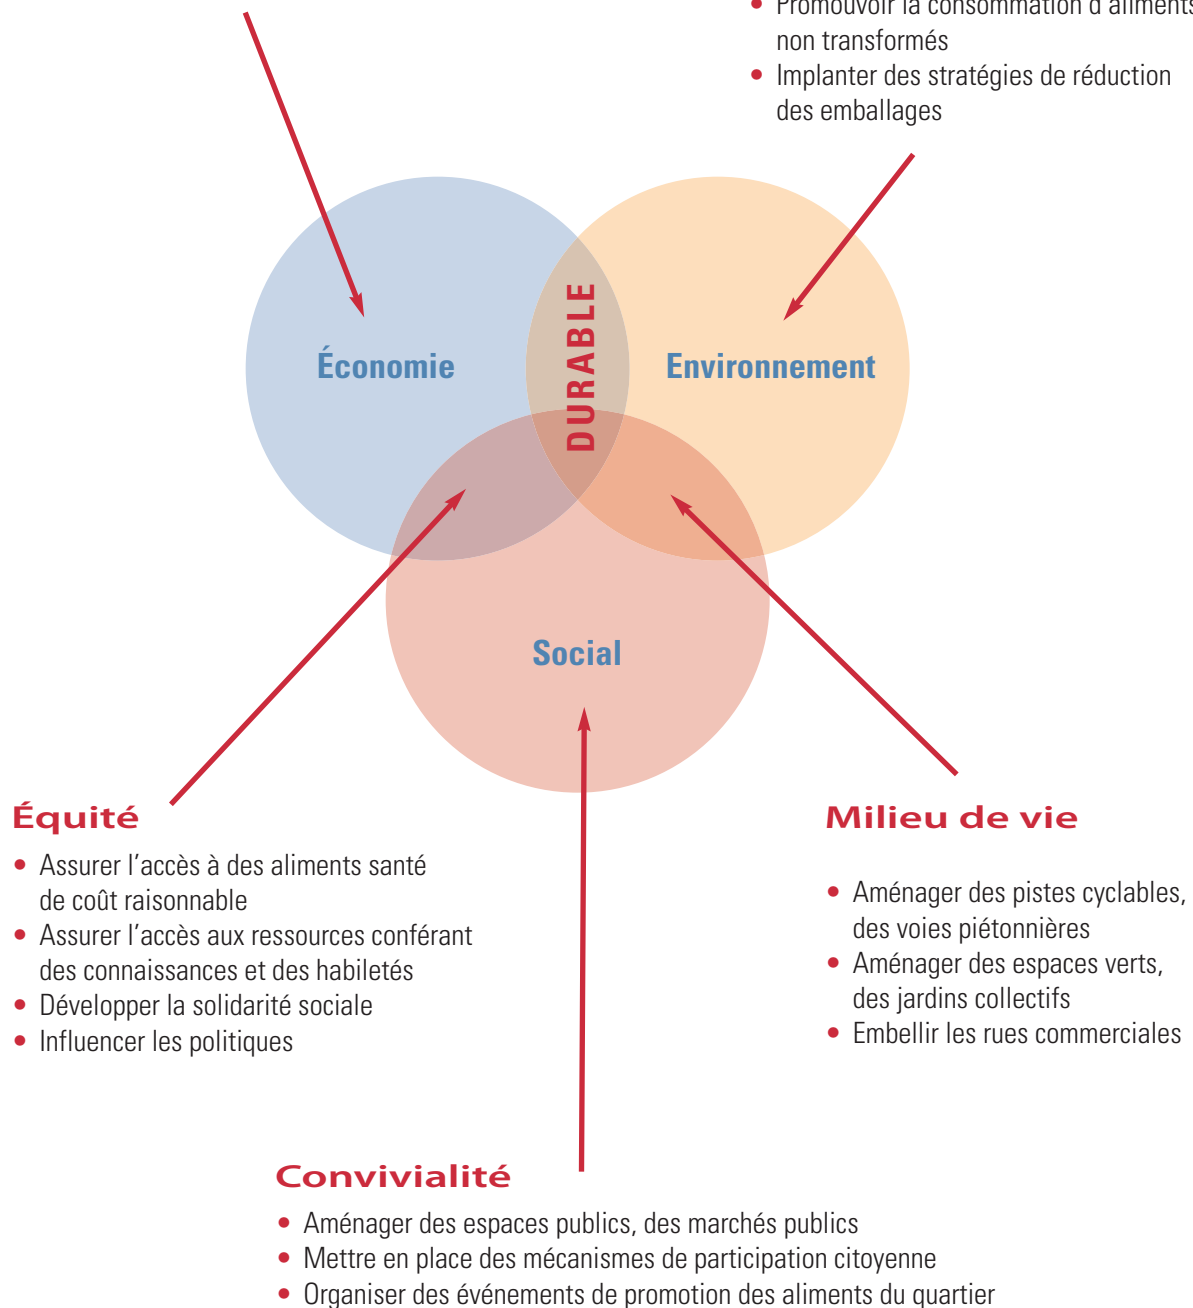 Promouvoir la consommation d'aliments
non transformés
• Implanter des stratégies de réduction
des emballages
Économie
DURABLE
Environnement
Social
Équité
• Assurer l'accès à des aliments santé
de coût raisonnable
• Assurer l'accès aux ressources conférant
des connaissances et des habiletés
• Développer la solidarité sociale
• Influencer les politiques
Milieu de vie
• Aménager des pistes cyclables,
des voies piétonnières
• Aménager des espaces verts,
des jardins collectifs
• Embellir les rues commerciales
Convivialité
• Aménager des espaces publics, des marchés publics
• Mettre en place des mécanismes de participation citoyenne
• Organiser des événements de promotion des aliments du quartier